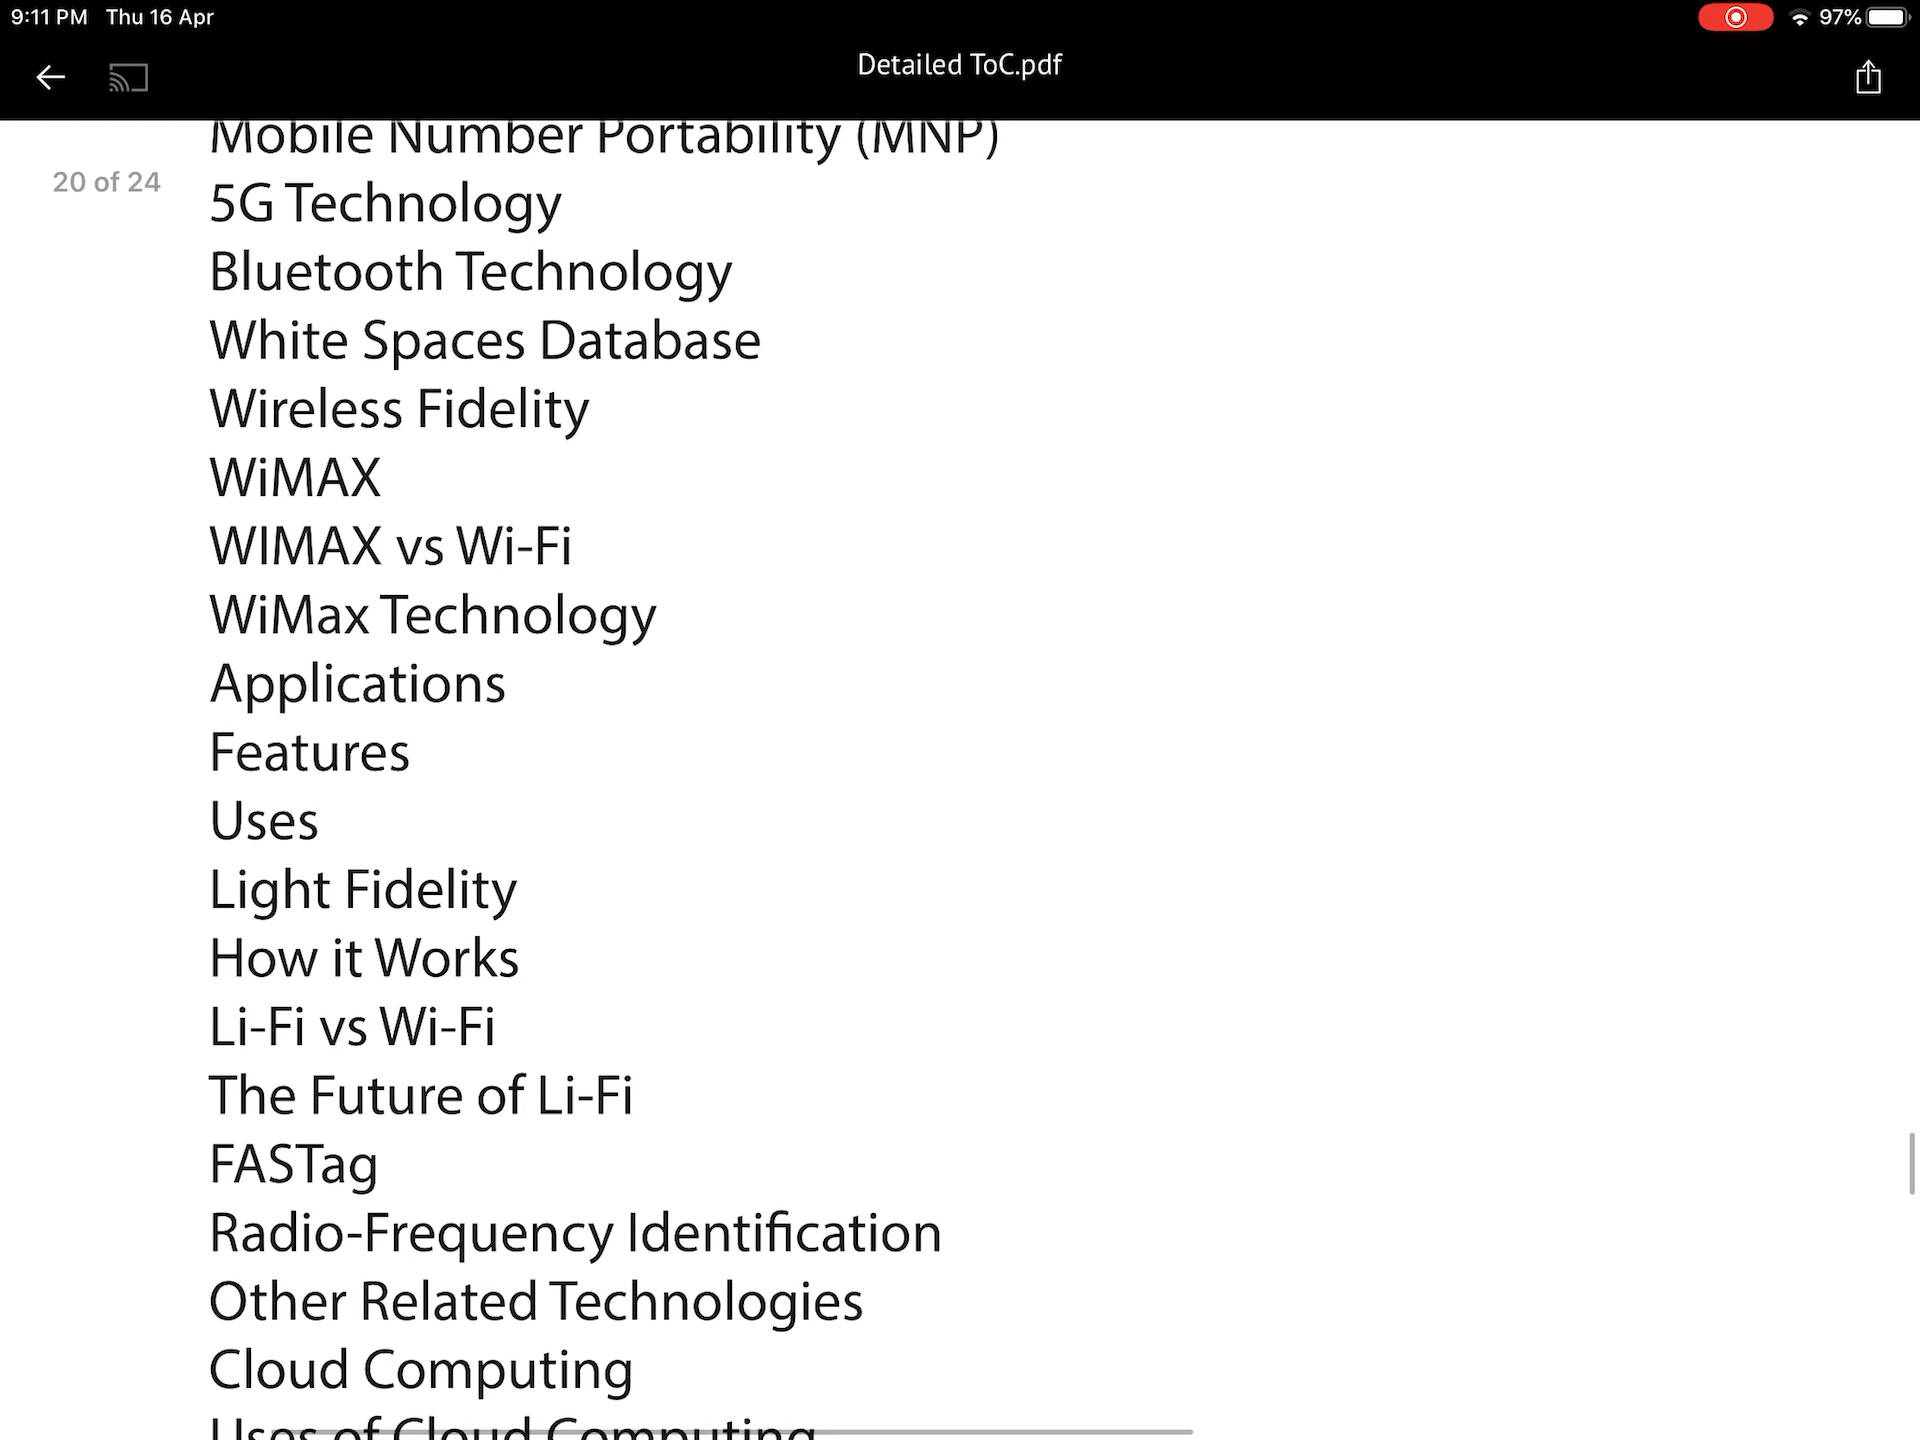 9:11 PM Thu 16 Apr 97%
Detailed ToC.pdf
Mobile Number Portability (MNP)
20 of 24
5G Technology
Bluetooth Technology
White Spaces Database
Wireless Fidelity
WiMAX
WIMAX vs Wi-Fi
WiMax Technology
Applications
Features
Uses
Light Fidelity
How it Works
Li-Fi vs Wi-Fi
The Future of Li-Fi
FASTag
Radio-Frequency Identification
Other Related Technologies
Cloud Computing
Uses of Cloud Computing